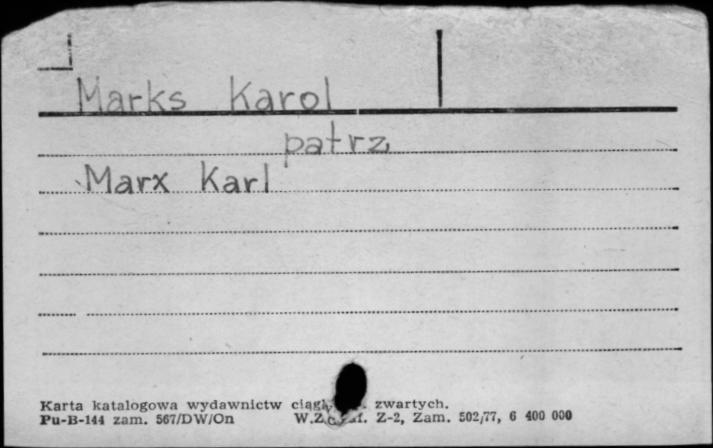 Marks Karol
patrz
Marx Karl
Karta katalogowa wydawnictw zwartych.
Pu-B-144 zam. 567/DW/On Z-2, Zam. 502/77, 6 400 000